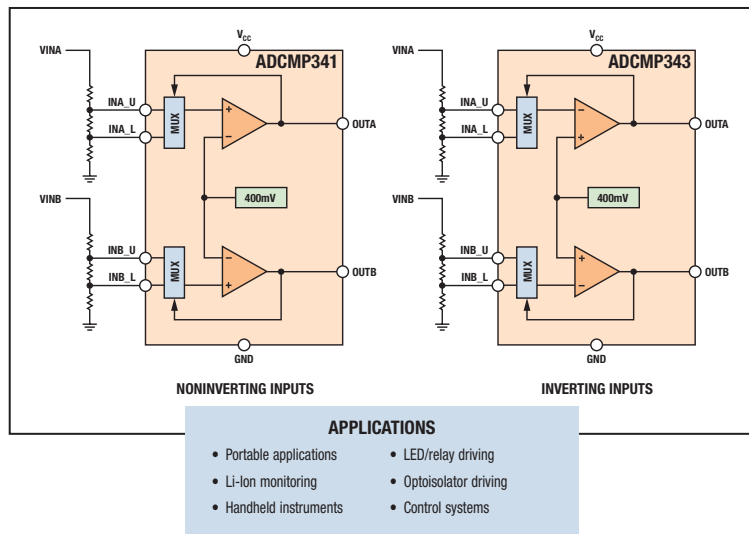 V_CC
ADCMP341
VINA
INA_U
INA_L
MUX
+
−
OUTA
400mV
VINB
INB_U
INB_L
MUX
−
+
OUTB
GND
NONINVERTING INPUTS
V_CC
ADCMP343
VINA
INA_U
INA_L
MUX
−
+
OUTA
400mV
VINB
INB_U
INB_L
MUX
+
−
OUTB
GND
INVERTING INPUTS
APPLICATIONS
• Portable applications
• Li-Ion monitoring
• Handheld instruments
• LED/relay driving
• Optoisolator driving
• Control systems